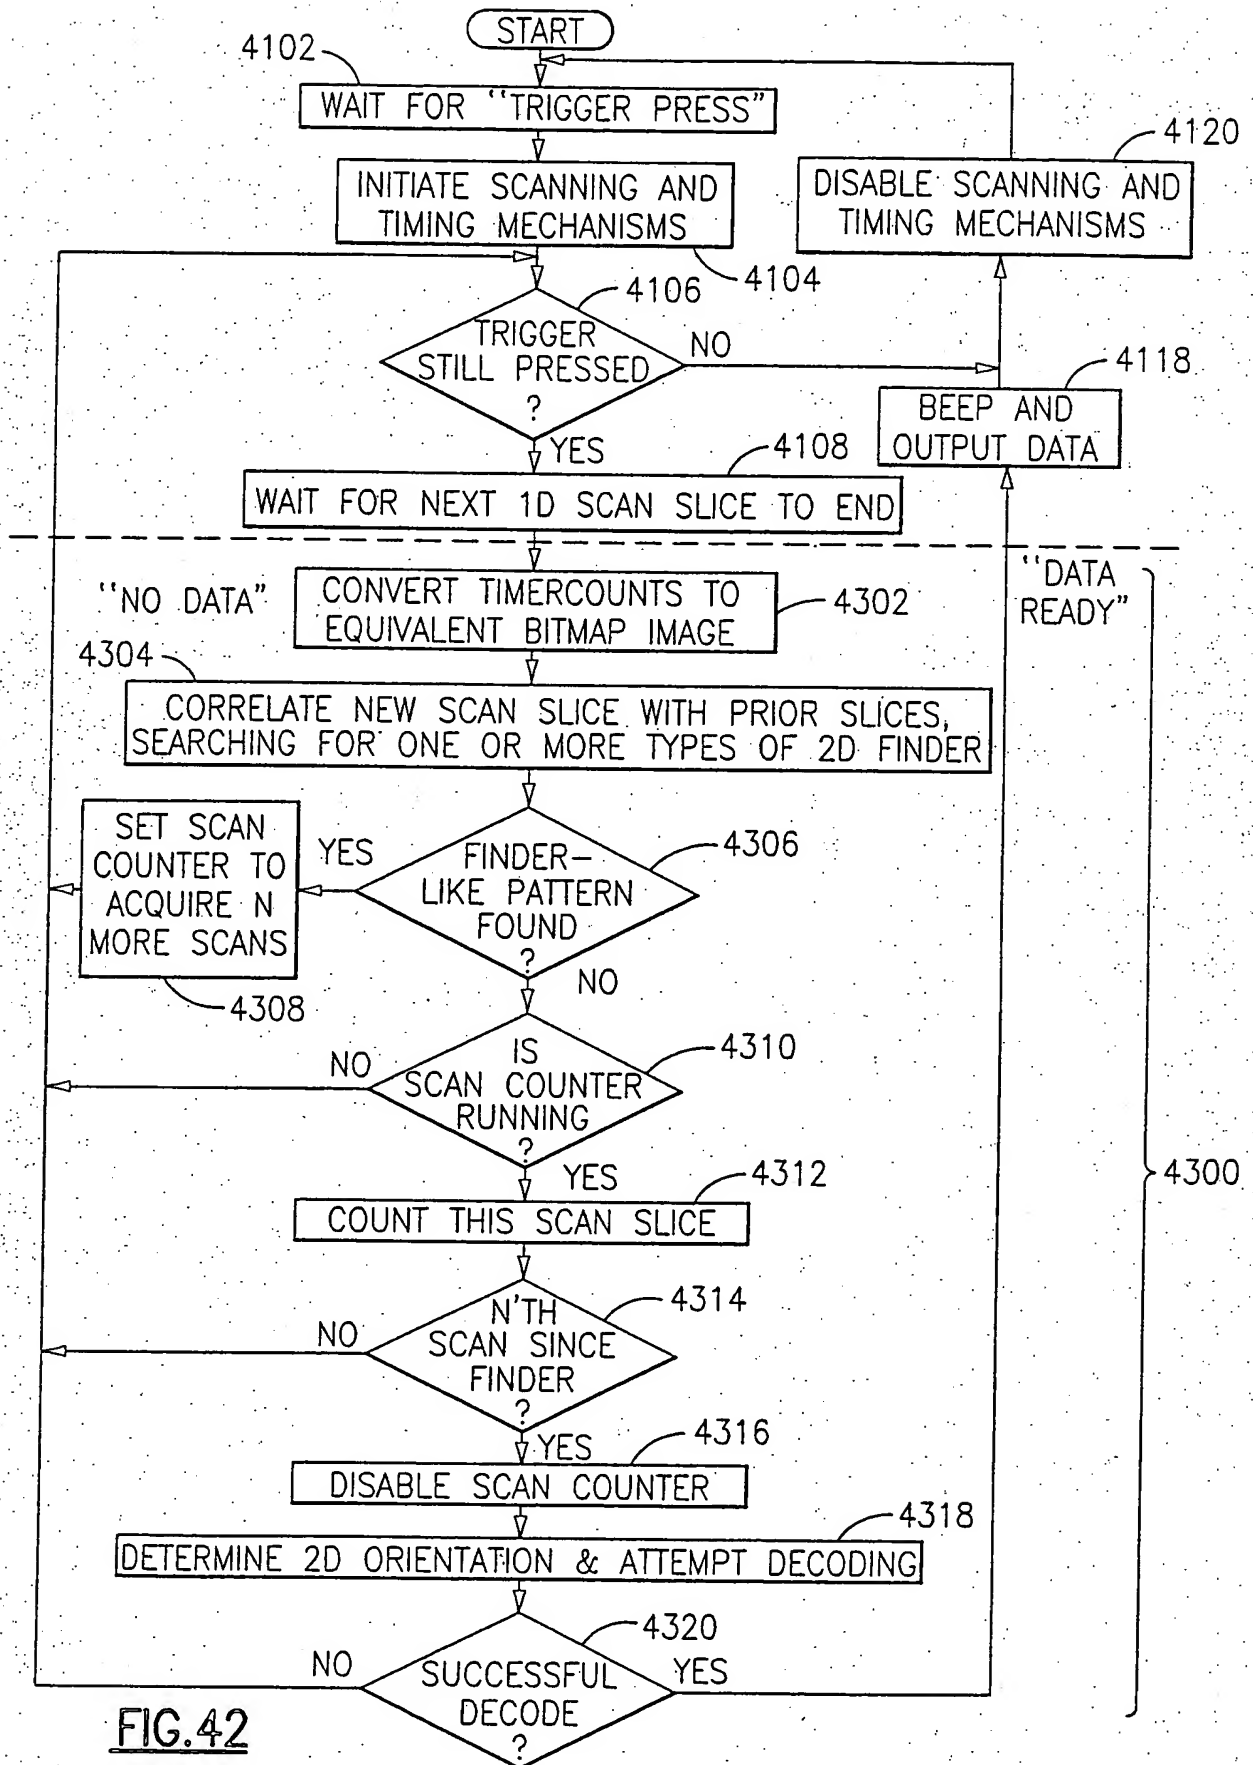 START
4102
WAIT FOR "TRIGGER PRESS"
4120
INITIATE SCANNING AND
TIMING MECHANISMS
DISABLE SCANNING AND
TIMING MECHANISMS
4104
4106
TRIGGER
STILL PRESSED
?
NO
4118
BEEP AND
OUTPUT DATA
YES
4108
WAIT FOR NEXT 1D SCAN SLICE TO END
"NO DATA"
CONVERT TIMERCOUNTS TO
EQUIVALENT BITMAP IMAGE
4302
"DATA
READY"
4304
CORRELATE NEW SCAN SLICE WITH PRIOR SLICES,
SEARCHING FOR ONE OR MORE TYPES OF 2D FINDER
SET SCAN
COUNTER TO
ACQUIRE N
MORE SCANS
YES
FINDER-
LIKE PATTERN
FOUND
?
4306
4308
NO
IS
SCAN COUNTER
RUNNING
?
4310
NO
YES
4312
4300
COUNT THIS SCAN SLICE
N'TH
SCAN SINCE
FINDER
?
4314
NO
YES
4316
DISABLE SCAN COUNTER
4318
DETERMINE 2D ORIENTATION & ATTEMPT DECODING
4320
NO
SUCCESSFUL
DECODE
?
YES
FIG.42